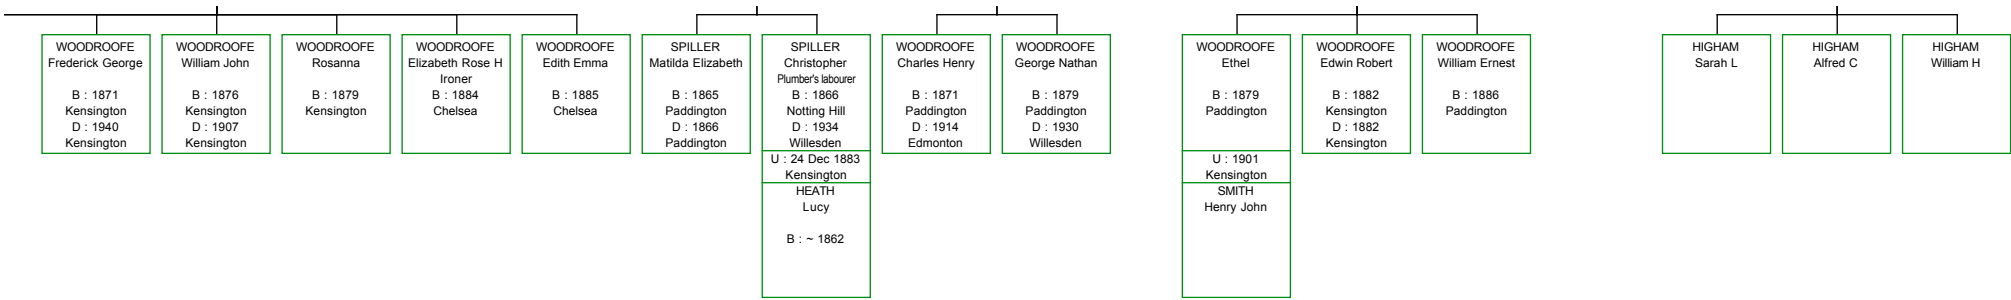 WOODROOFE
Frederick George
B : 1871
Kensington
D : 1940
Kensington
WOODROOFE
William John
B : 1876
Kensington
D : 1907
Kensington
WOODROOFE
Rosanna
B : 1879
Kensington
WOODROOFE
Elizabeth Rose H
Ironer
B : 1884
Chelsea
WOODROOFE
Edith Emma
B : 1885
Chelsea
SPILLER
Matilda Elizabeth
B : 1865
Paddington
D : 1866
Paddington
SPILLER
Christopher
Plumber's labourer
B : 1866
Notting Hill
D : 1934
Willesden
U : 24 Dec 1883
Kensington
HEATH
Lucy
B : ~ 1862
WOODROOFE
Charles Henry
B : 1871
Paddington
D : 1914
Edmonton
WOODROOFE
George Nathan
B : 1879
Paddington
D : 1930
Willesden
WOODROOFE
Ethel
B : 1879
Paddington
U : 1901
Kensington
SMITH
Henry John
WOODROOFE
Edwin Robert
B : 1882
Kensington
D : 1882
Kensington
WOODROOFE
William Ernest
B : 1886
Paddington
HIGHAM
Sarah L
HIGHAM
Alfred C
HIGHAM
William H